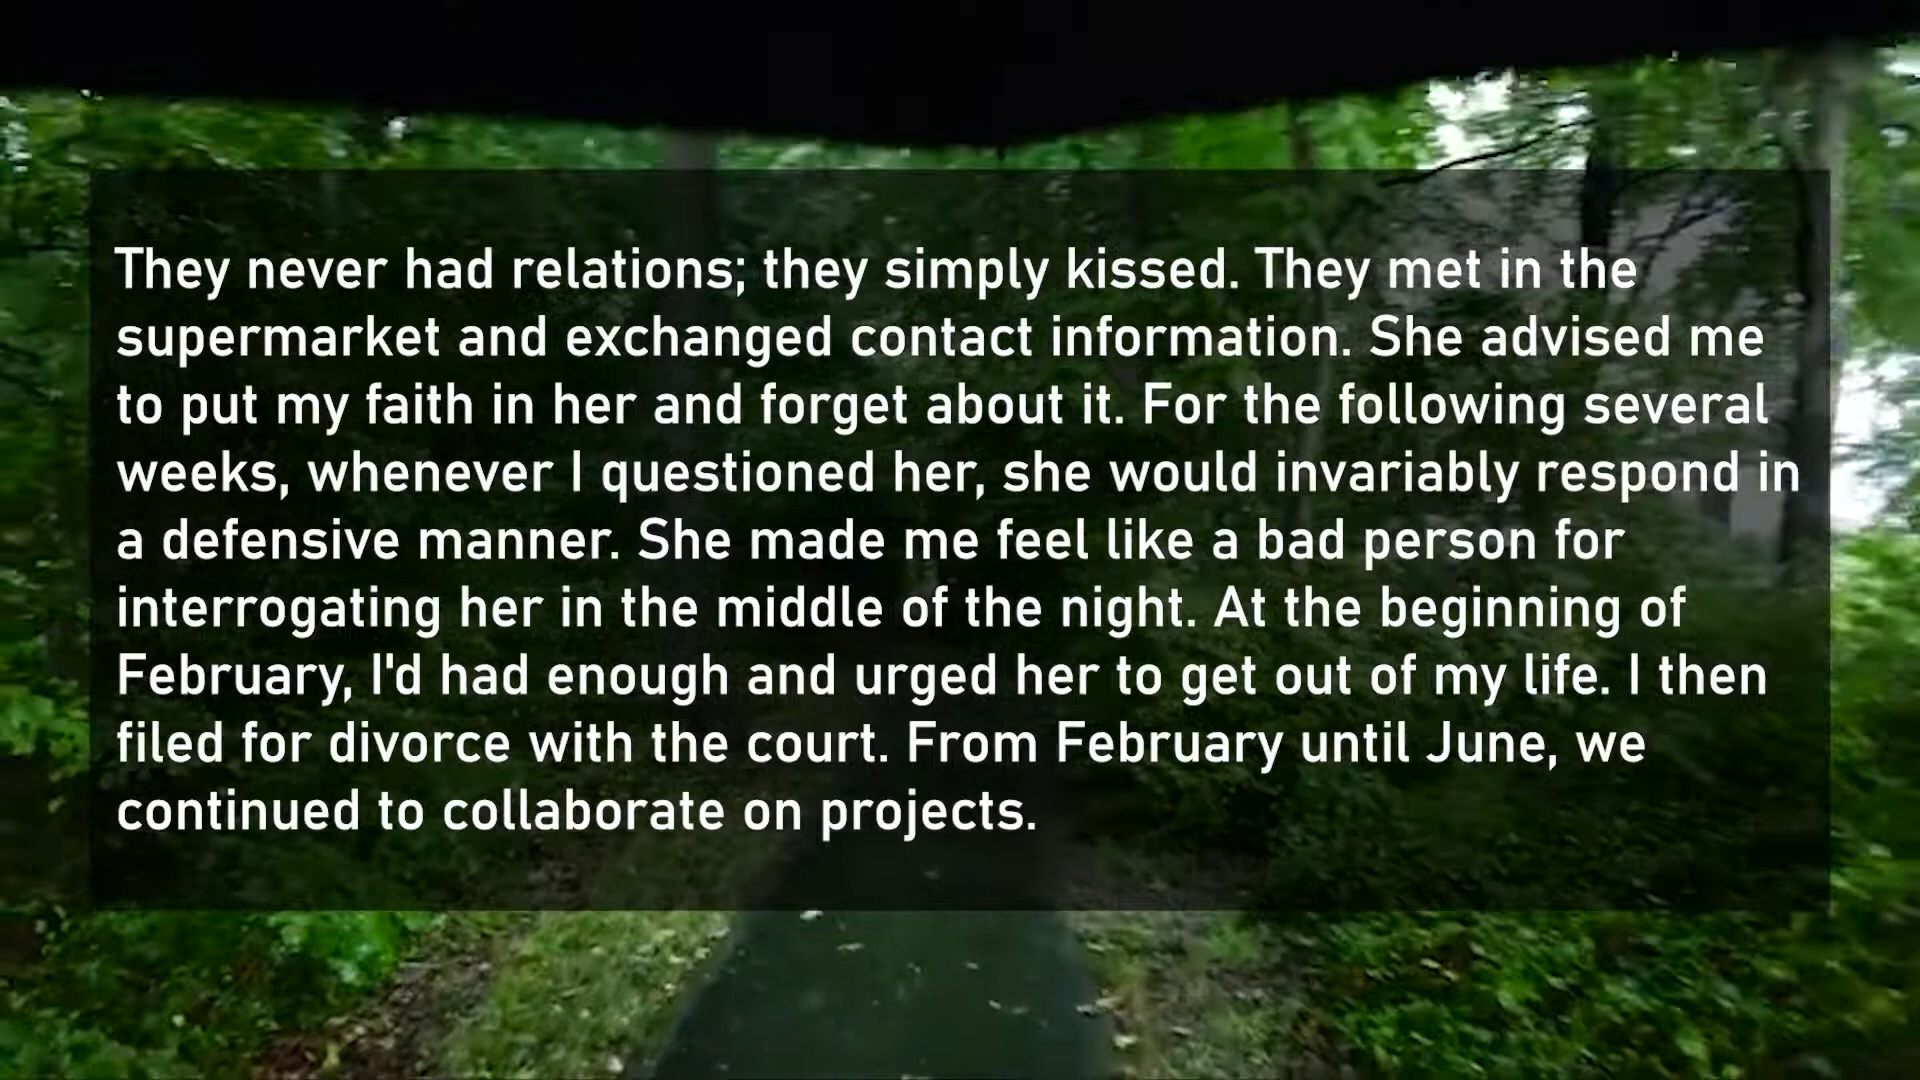 They never had relations; they simply kissed. They met in the
supermarket and exchanged contact information. She advised me
to put my faith in her and forget about it. For the following several
weeks, whenever I questioned her, she would invariably respond in
a defensive manner. She made me feel like a bad person for
interrogating her in the middle of the night. At the beginning of
February, I'd had enough and urged her to get out of my life. I then
filed for divorce with the court. From February until June, we
continued to collaborate on projects.